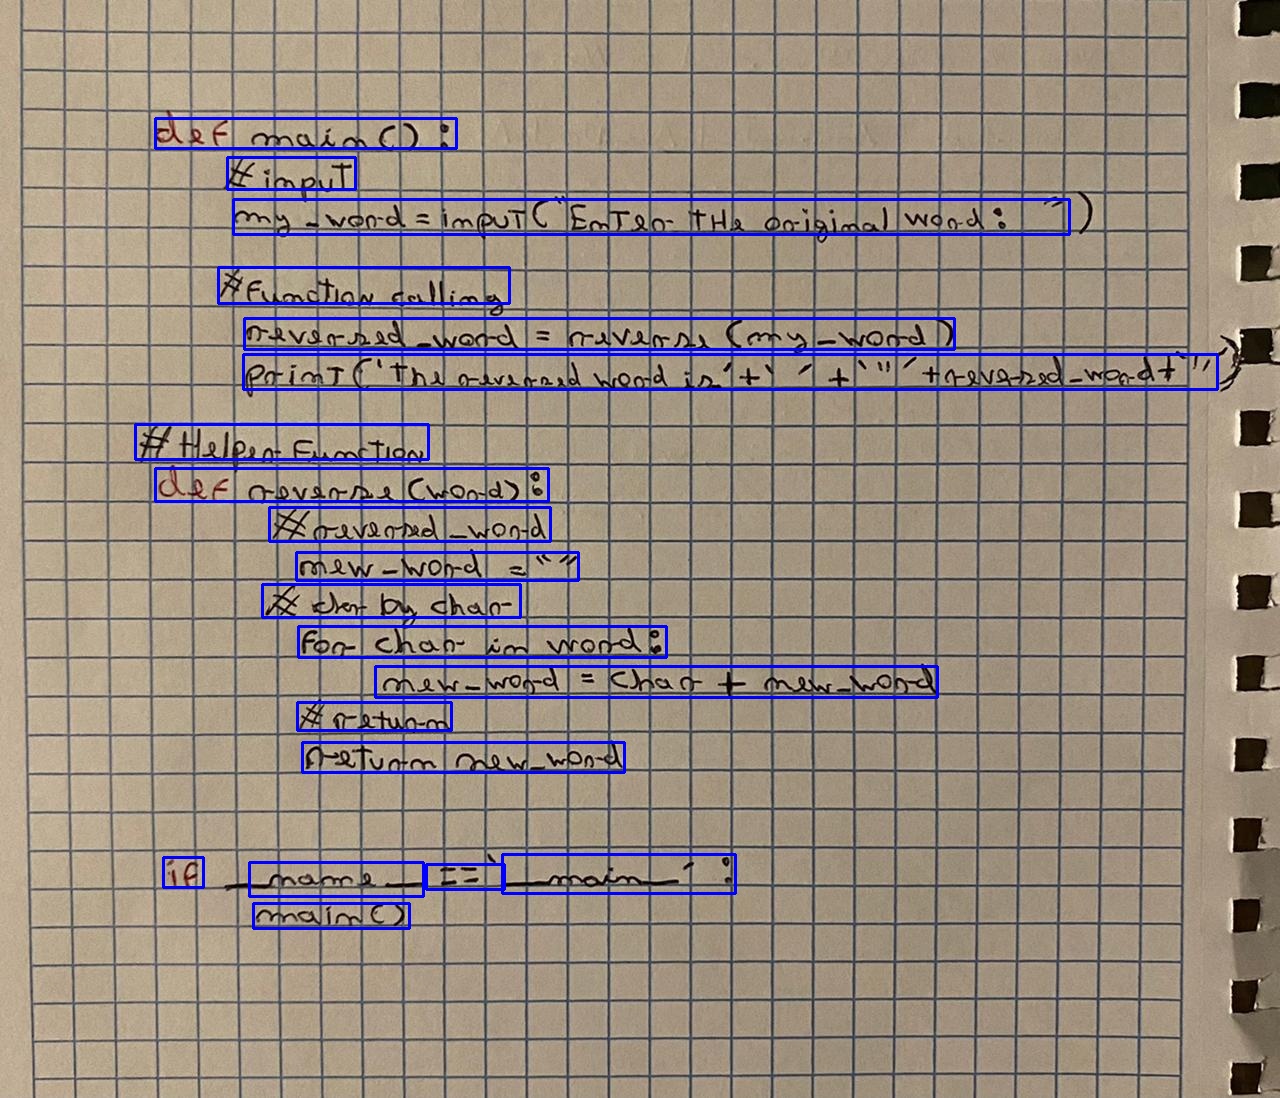 def main():
#input
my_word = input("Enter the original word: ")
#Function calling
reversed_word = reverse(my_word)
print('The reversed word is'+' '+'"'+reversed_word+'"')
# Helper Function
def reverse(word):
#reversed_word
new_word = ""
# char by char
for char in word:
new_word = char + new_word
# return
return new_word
if __name__ == '__main__':
main()